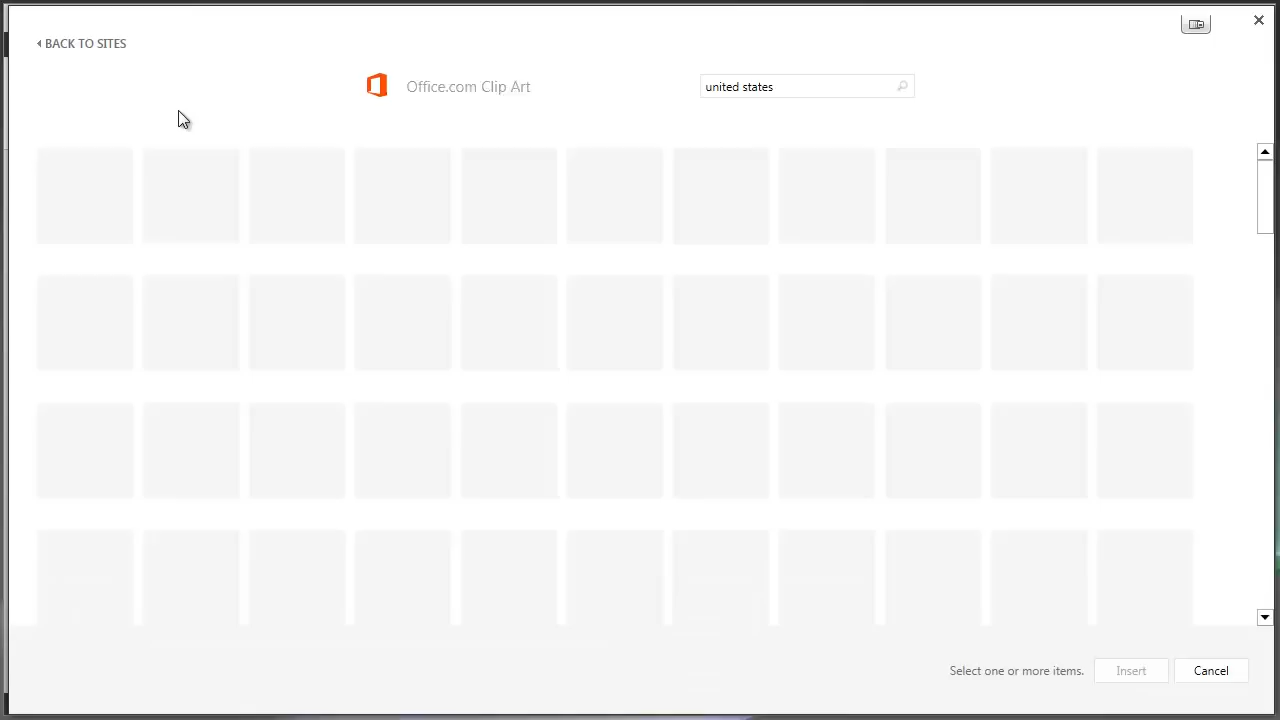 BACK TO SITES
Office.com Clip Art
united states
Select one or more items.
Insert
Cancel